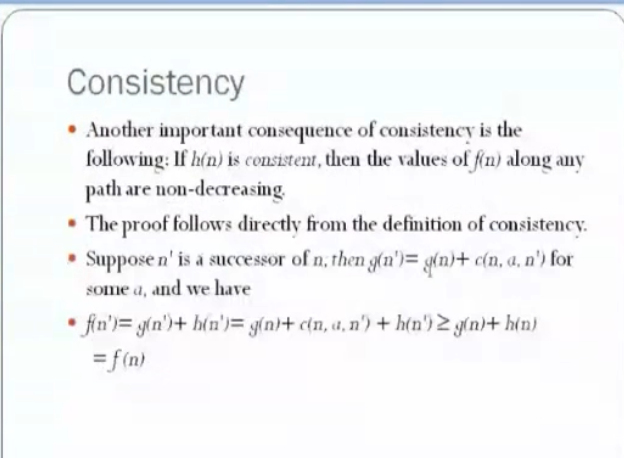 Consistency
• Another important consequence of consistency is the
following: If h(n) is consistent, then the values of f(n) along any
path are non-decreasing.
• The proof follows directly from the definition of consistency.
• Suppose n' is a successor of n, then g(n')= g(n)+ c(n, a, n') for
some a, and we have
• f(n')= g(n')+ h(n')= g(n)+ c(n, a, n') + h(n') ≥ g(n)+ h(n)
= f (n)